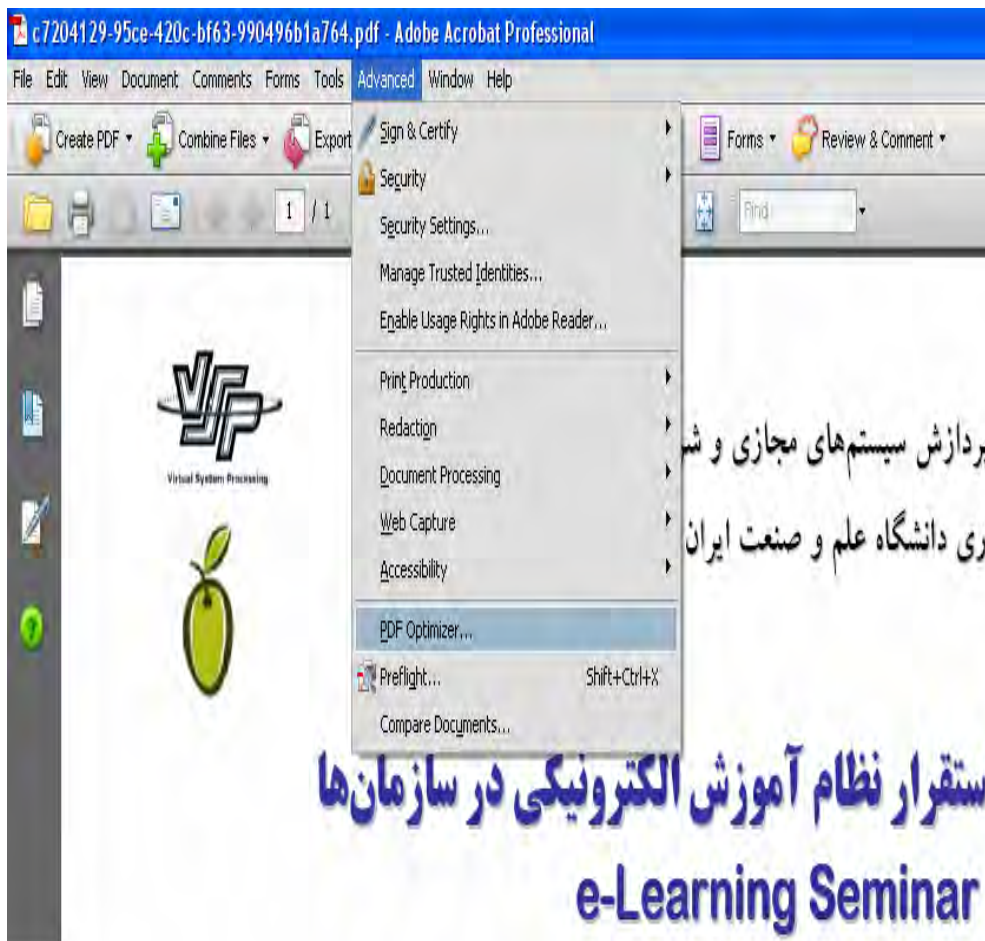 c7204129-95ce-420c-bf63-990496b1a764.pdf - Adobe Acrobat Professional
File Edit View Document Comments Forms Tools Advanced Window Help
Create PDF Combine Files Export Forms Review & Comment
1 / 1 Find
Sign & Certify
Security
Security Settings...
Manage Trusted Identities...
Enable Usage Rights in Adobe Reader...
Print Production
Redaction
Document Processing
Web Capture
Accessibility
PDF Optimizer...
Preflight... Shift+Ctrl+X
Compare Documents...
VSP
Virtual System Processing
پردازش سیستم‌های مجازی و
ری دانشگاه علم و صنعت ایران
ستقرار نظام آموزش الکترونیکی در سازمان‌ها
e-Learning Seminar